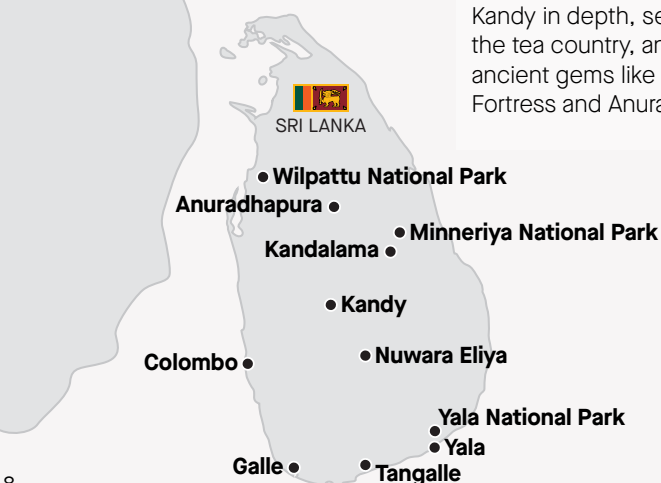 Kandy in depth, se
the tea country, an
ancient gems like
Fortress and Anura
SRI LANKA
Wilpattu National Park
Anuradhapura
Minneriya National Park
Kandalama
Kandy
Colombo
Nuwara Eliya
Yala National Park
Yala
Galle
Tangalle
8